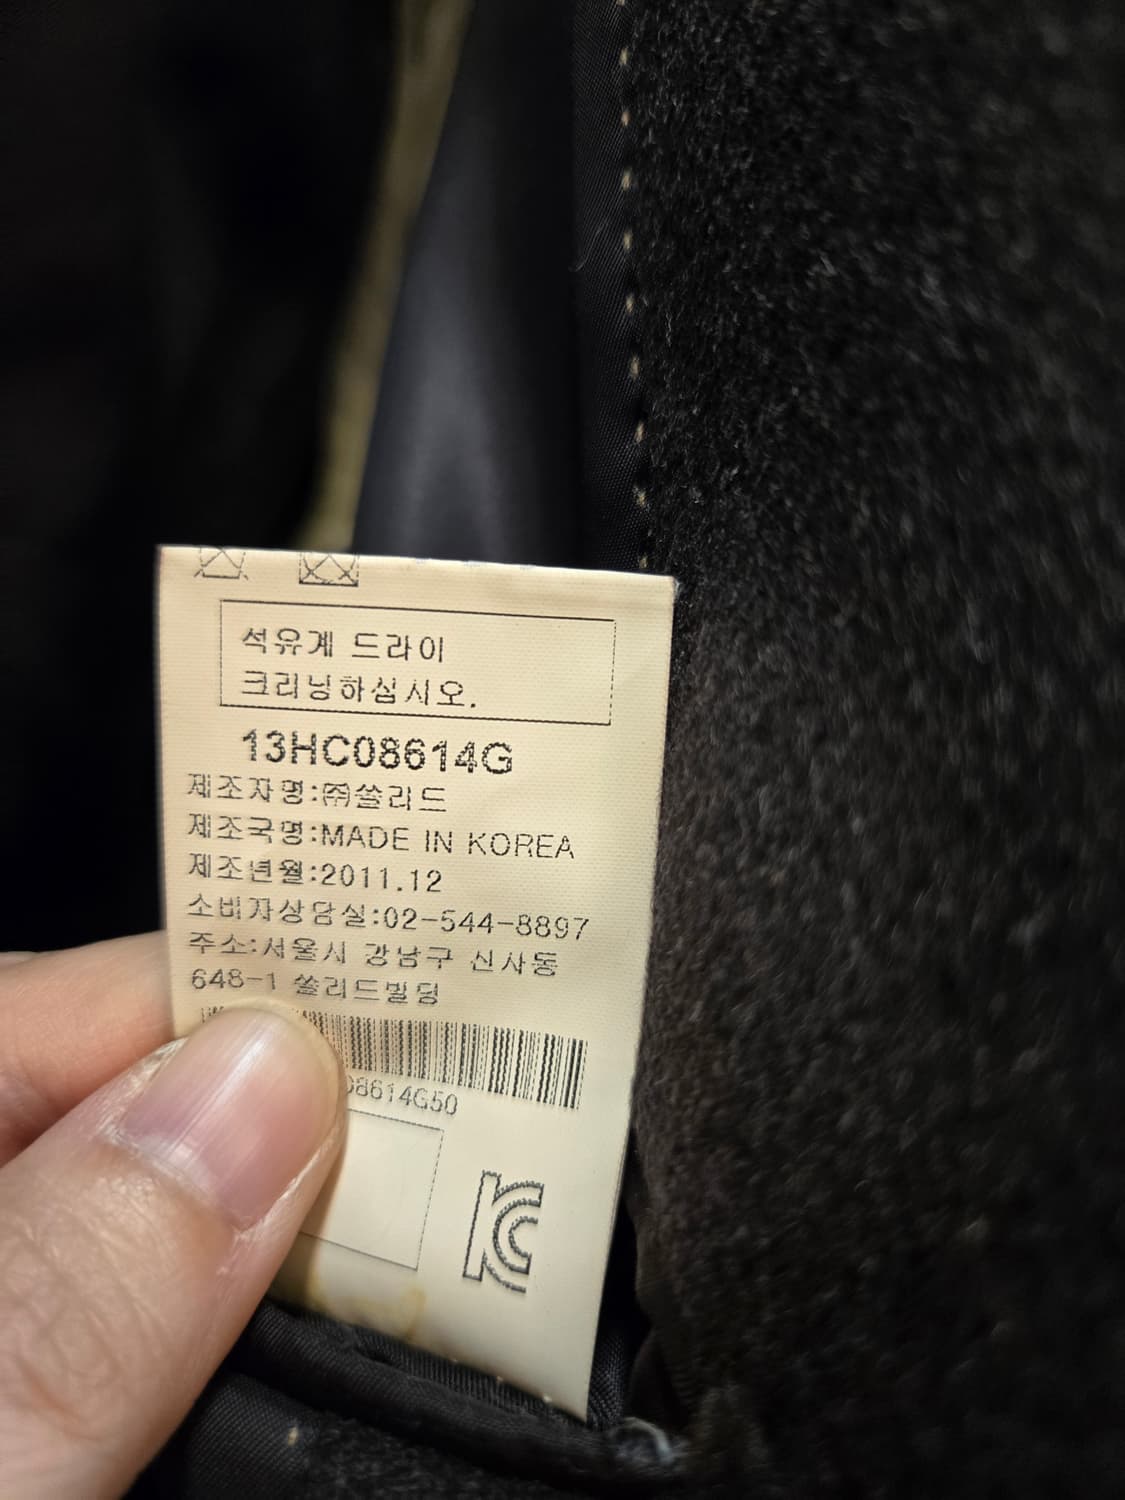 석유계 드라이
크리닝하십시오.
13HC08614G
제조자명:㈜쏠리드
제조국명:MADE IN KOREA
제조년월:2011.12
소비자상담실:02-544-8897
주소:서울시 강남구 신사동
648-1 쏠리드빌딩
08614G50
KC